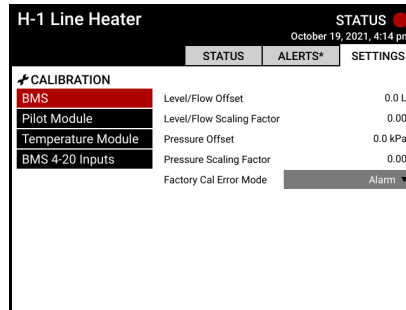 H-1 Line Heater
STATUS
October 19, 2021, 4:14 pm
STATUS ALERTS* SETTINGS
CALIBRATION
BMS
Pilot Module
Temperature Module
BMS 4-20 Inputs
Level/Flow Offset 0.0 L
Level/Flow Scaling Factor 0.00
Pressure Offset 0.0 kPa
Pressure Scaling Factor 0.00
Factory Cal Error Mode Alarm